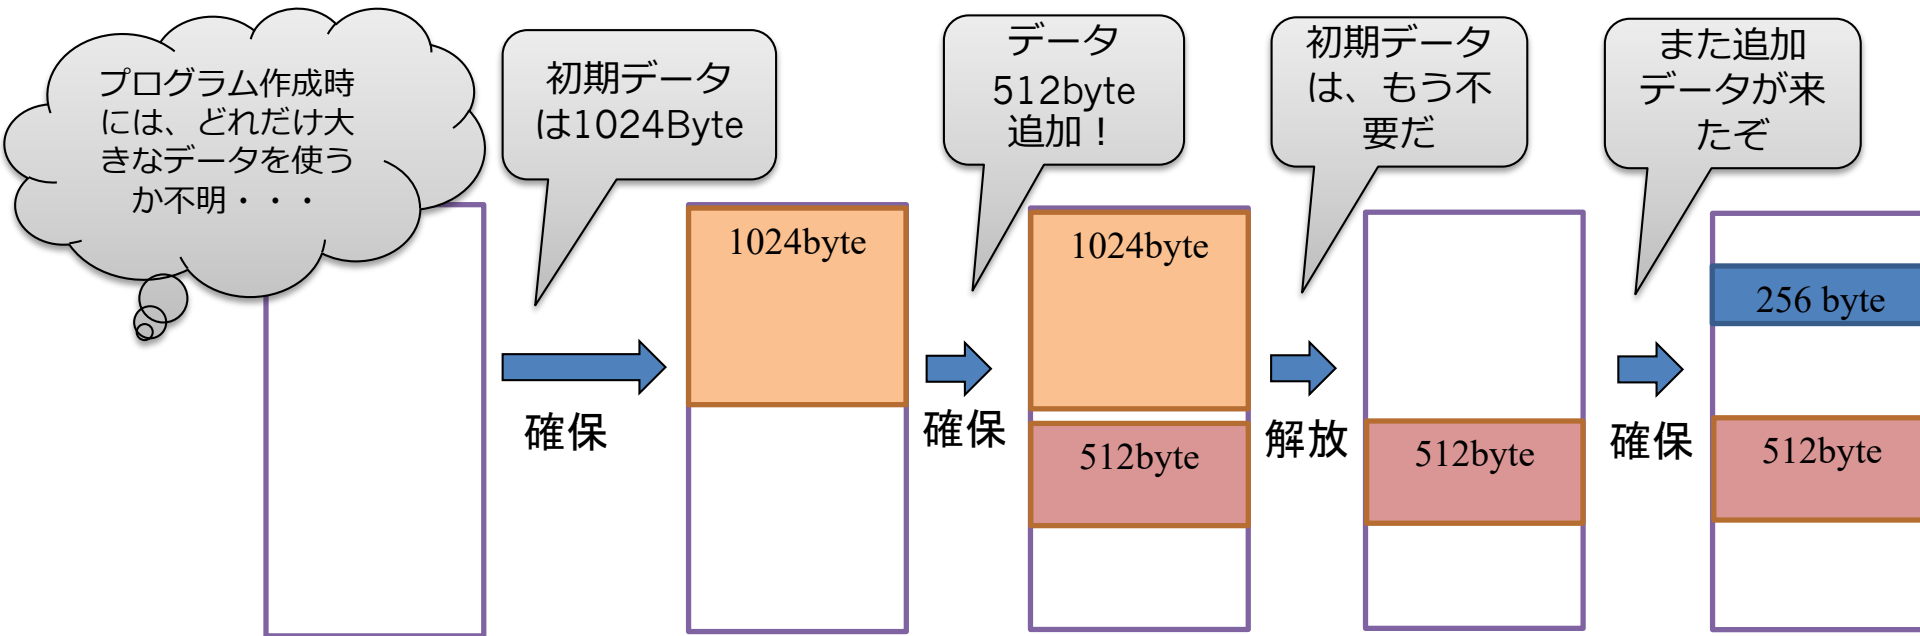 プログラム作成時
には、どれだけ大
きなデータを使う
か不明・・・
初期データ
は1024Byte
データ
512byte
追加！
初期データ
は、もう不
要だ
また追加
データが来
たぞ
1024byte
1024byte
256 byte
確保
確保
解放
確保
512byte
512byte
512byte